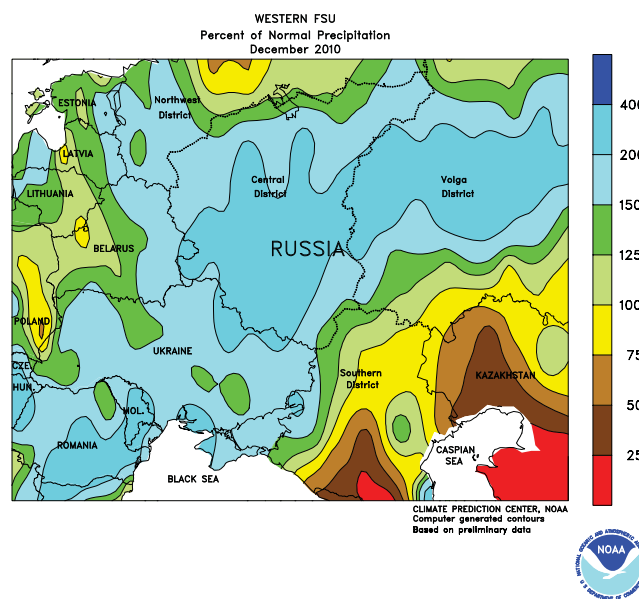 WESTERN FSU
Percent of Normal Precipitation
December 2010
ESTONIA
Northwest
District
LATVIA
LITHUANIA
Central
District
Volga
District
BELARUS
RUSSIA
POLAND
UKRAINE
CZE.
HUN.
MOL.
Southern
District
KAZAKHSTAN
ROMANIA
CASPIAN
SEA
BLACK SEA
400
200
150
125
100
75
50
25
CLIMATE PREDICTION CENTER, NOAA
Computer generated contours
Based on preliminary data
NOAA